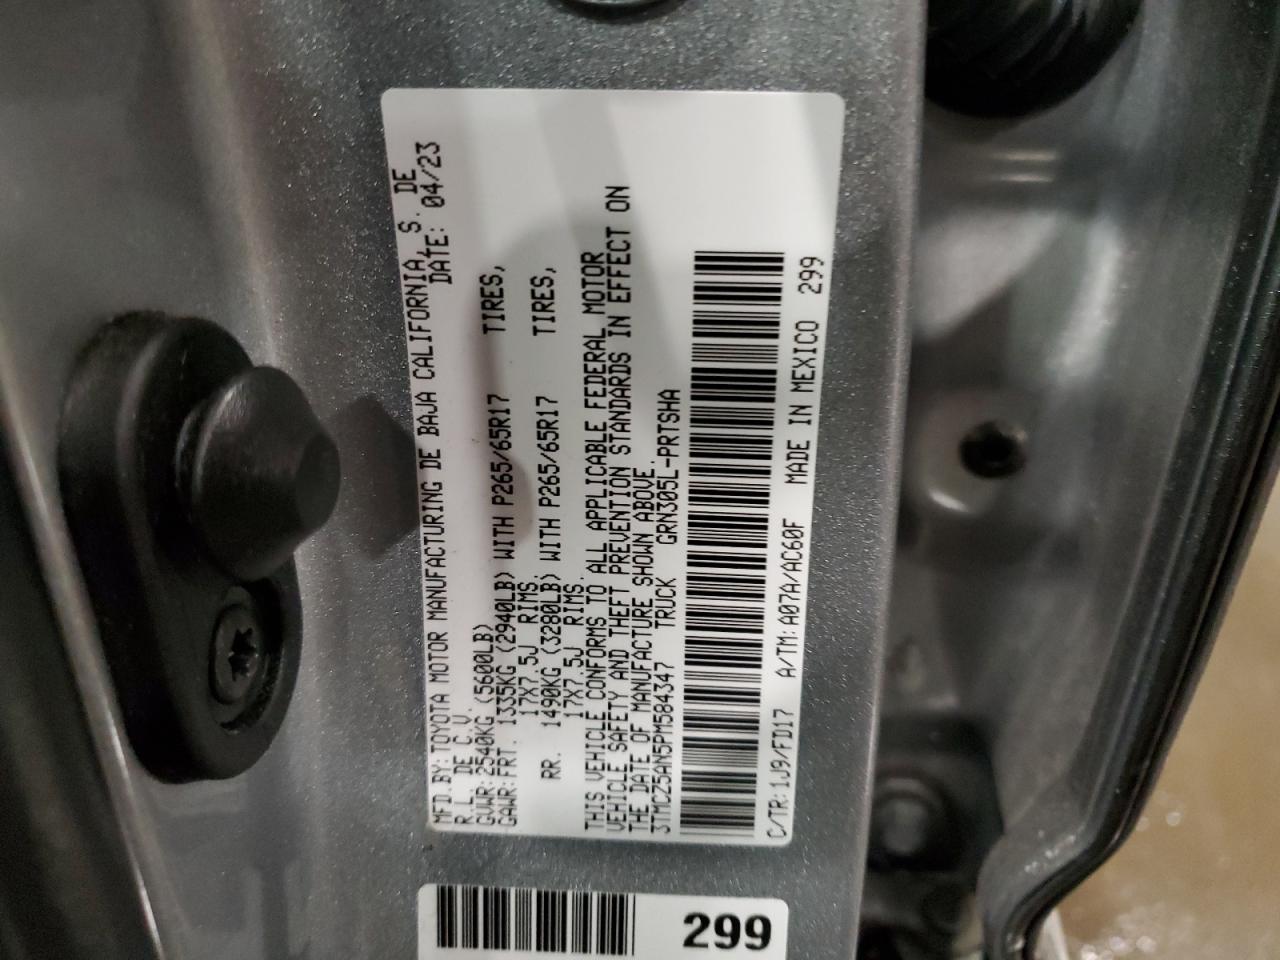 MFD.BY:TOYOTA MOTOR MANUFACTURING DE BAJA CALIFORNIA, S. DE
R.L. DE C.V. DATE: 04/23
GVWR:2540KG (5600LB)
GAWR:FRT. 1335KG (2940LB) WITH P265/65R17 TIRES,
17X7.5J RIMS.
RR. 1490KG (3280LB) WITH P265/65R17 TIRES,
17X7.5J RIMS.
THIS VEHICLE CONFORMS TO ALL APPLICABLE FEDERAL MOTOR
VEHICLE SAFETY AND THEFT PREVENTION STANDARDS IN EFFECT ON
THE DATE OF MANUFACTURE SHOWN ABOVE.
3TMCZ5AN5PM584347 TRUCK GRN305L-PRTSHA
C/TR:1J9/FD17 A/TM:A07A/AC60F MADE IN MEXICO 299
299